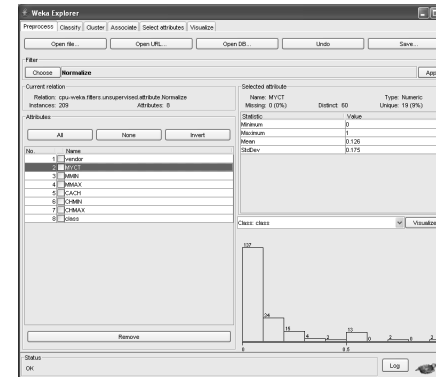 Weka Explorer
Preprocess Classify Cluster Associate Select attributes Visualize
Open file... Open URL... Open DB... Undo Save...
Filter
Choose Normalize App
Current relation
Relation: cpu-weka.filters.unsupervised.attribute.Normalize
Instances: 209 Attributes: 8
Attributes
All None Invert
No. Name
1 vendor
2 MYCT
3 MMIN
4 MMAX
5 CACH
6 CHMIN
7 CHMAX
8 class
Remove
Selected attribute
Name: MYCT Type: Numeric
Missing: 0 (0%) Distinct: 60 Unique: 19 (9%)
Statistic Value
Minimum 0
Maximum 1
Mean 0.126
StdDev 0.175
Class: class Visualize
137
24
13
0 0.5
Status
OK Log